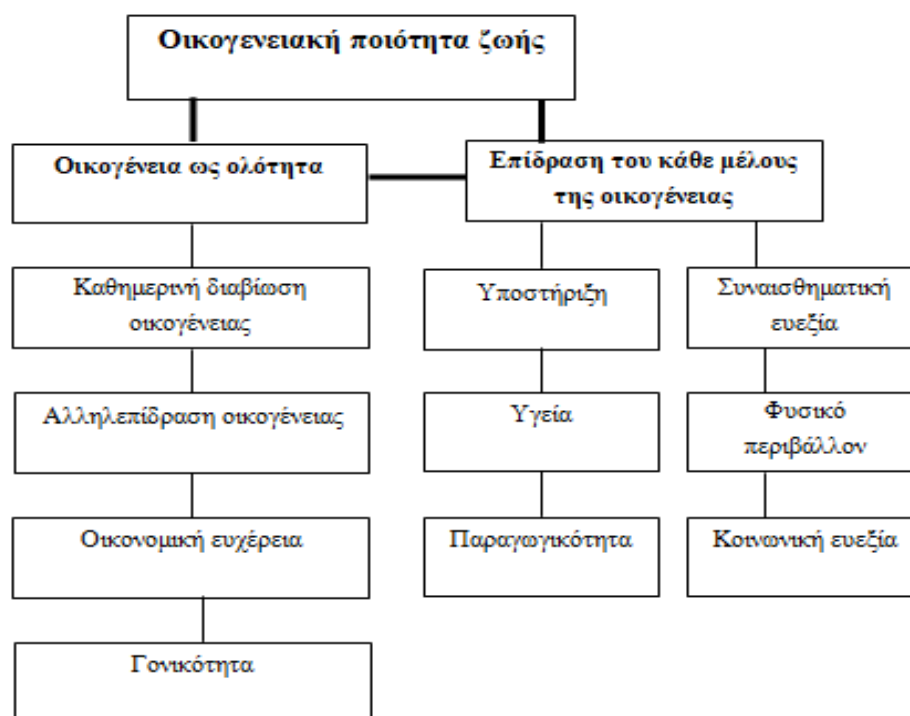 Οικογενειακή ποιότητα ζωής
Οικογένεια ως ολότητα
Επίδραση του κάθε μέλους
της οικογένειας
Καθημερινή διαβίωση
οικογένειας
Υποστήριξη
Συναισθηματική
ευεξία
Αλληλεπίδραση οικογένειας
Υγεία
Φυσικό
περιβάλλον
Οικονομική ευχέρεια
Παραγωγικότητα
Κοινωνική ευεξία
Γονικότητα